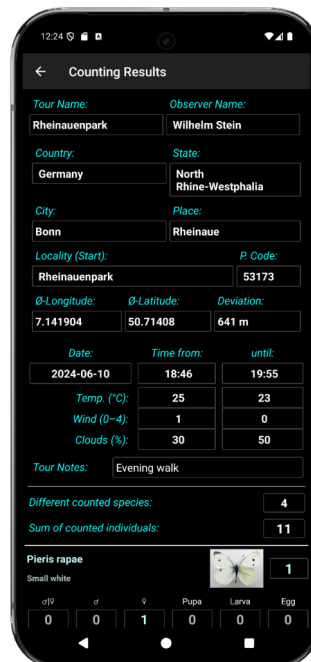 12:24
Counting Results
Tour Name: Observer Name:
Rheinauenpark Wilhelm Stein
Country: State:
Germany North
Rhine-Westphalia
City: Place:
Bonn Rheinaue
Locality (Start): P. Code:
Rheinauenpark 53173
Ø-Longitude: Ø-Latitude: Deviation:
7.141904 50.71408 641 m
Date: Time from: until:
2024-06-10 18:46 19:55
Temp. (°C): 25 23
Wind (0–4): 1 0
Clouds (%): 30 50
Tour Notes: Evening walk
Different counted species: 4
Sum of counted individuals: 11
Pieris rapae 1
Small white
♂|♀ ♂ ♀ Pupa Larva Egg
0 0 1 0 0 0